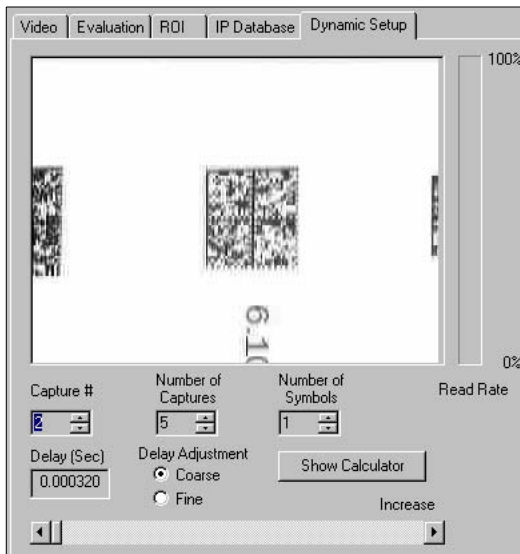 Video Evaluation ROI IP Database Dynamic Setup
100%
6.10
0%
Read Rate
Capture #
Number of
Captures
Number of
Symbols
2
5
1
Delay (Sec)
0.000320
Delay Adjustment
Coarse
Fine
Show Calculator
Increase